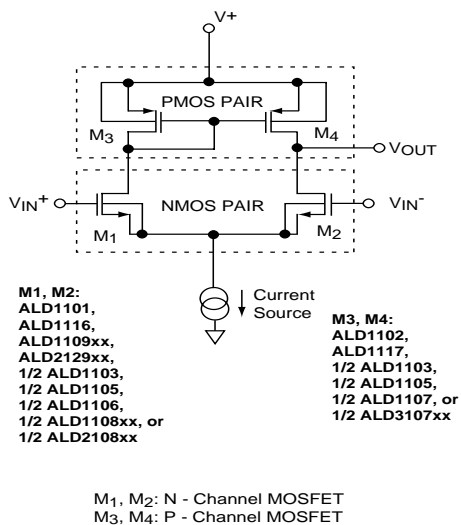 V+
PMOS PAIR
M3
M4
VOUT
VIN+
NMOS PAIR
VIN-
M1
M2
Current
Source
M1, M2:
ALD1101,
ALD1116,
ALD1109xx,
ALD2129xx,
1/2 ALD1103,
1/2 ALD1105,
1/2 ALD1106,
1/2 ALD1108xx, or
1/2 ALD2108xx
M3, M4:
ALD1102,
ALD1117,
1/2 ALD1103,
1/2 ALD1105,
1/2 ALD1107, or
1/2 ALD3107xx
M1, M2: N - Channel MOSFET
M3, M4: P - Channel MOSFET